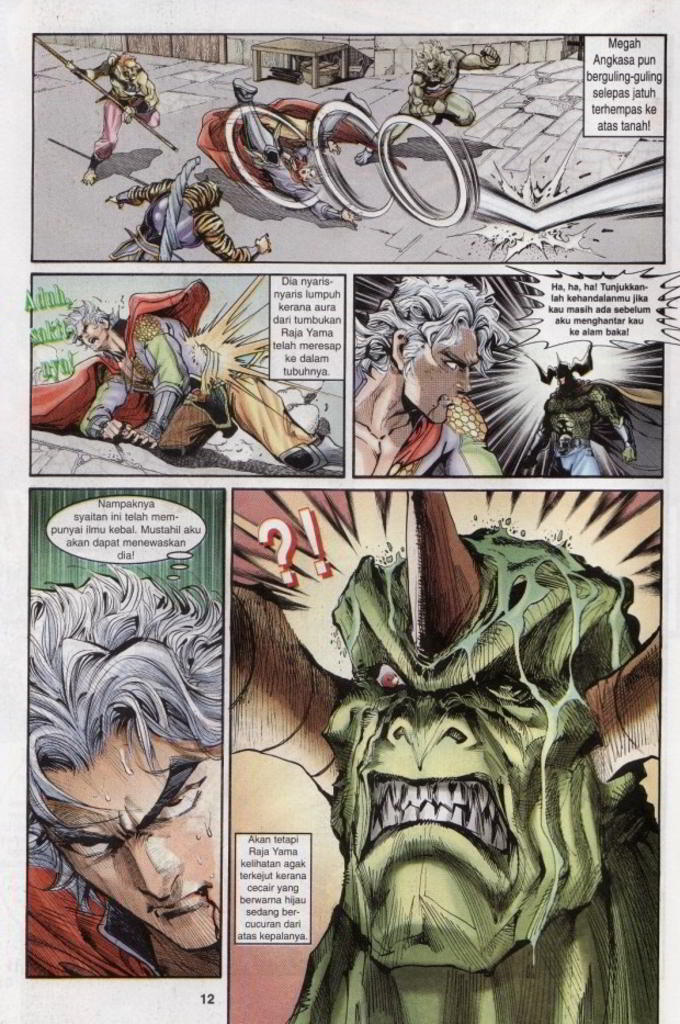 Megah
Angkasa pun
berguling-guling
selepas jatuh
terhempas ke
atas tanah!
Aduh,
sakit-
nya!
Dia nyaris-
nyaris lumpuh
kerana aura
dari tumbukan
Raja Yama
telah meresap
ke dalam
tubuhnya.
Ha, ha, ha! Tunjukkan-
lah kehandalanmu jika
kau masih ada sebelum
aku menghantar kau
ke alam baka!
Nampaknya
syaitan ini telah mem-
punyai ilmu kebal. Mustahil aku
akan dapat menewaskan
dia!
?!
Akan tetapi
Raja Yama
kelihatan agak
terkejut kerana
cecair yang
berwarna hijau
sedang ber-
cucuran dari
atas kepalanya.
12